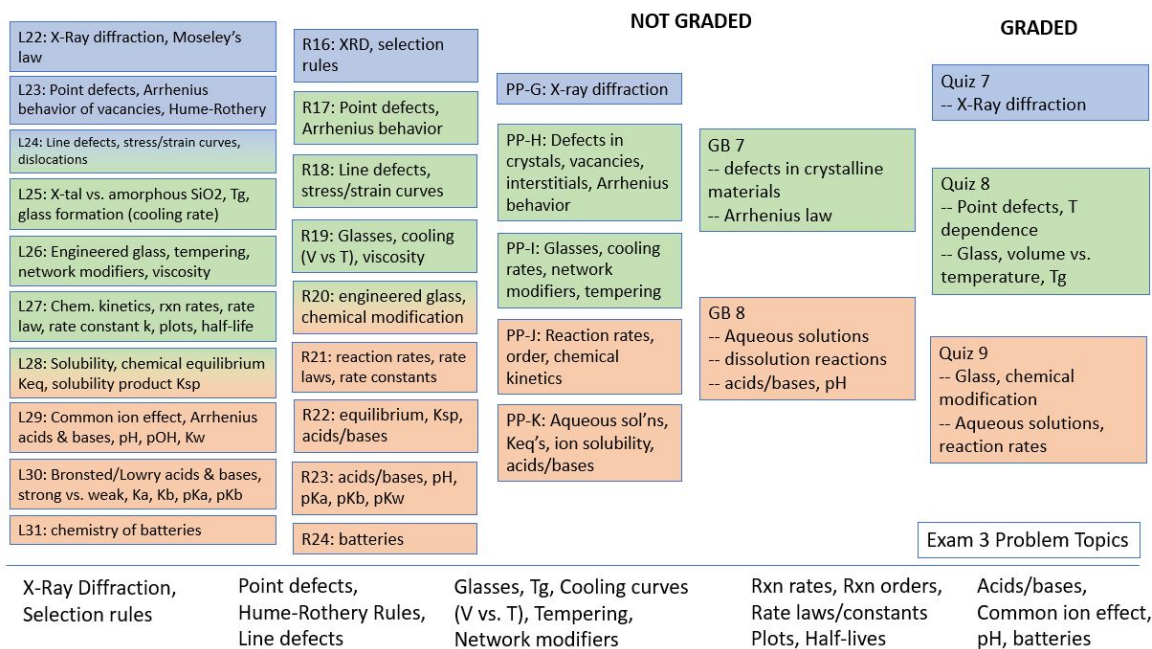 NOT GRADED
GRADED
L22: X-Ray diffraction, Moseley's
law
L23: Point defects, Arrhenius
behavior of vacancies, Hume-Rothery
L24: Line defects, stress/strain curves,
dislocations
L25: X-tal vs. amorphous SiO2, Tg,
glass formation (cooling rate)
L26: Engineered glass, tempering,
network modifiers, viscosity
L27: Chem. kinetics, rxn rates, rate
law, rate constant k, plots, half-life
L28: Solubility, chemical equilibrium
Keq, solubility product Ksp
L29: Common ion effect, Arrhenius
acids & bases, pH, pOH, Kw
L30: Bronsted/Lowry acids & bases,
strong vs. weak, Ka, Kb, pKa, pKb
L31: chemistry of batteries
R16: XRD, selection
rules
R17: Point defects,
Arrhenius behavior
R18: Line defects,
stress/strain curves
R19: Glasses, cooling
(V vs T), viscosity
R20: engineered glass,
chemical modification
R21: reaction rates, rate
laws, rate constants
R22: equilibrium, Ksp,
acids/bases
R23: acids/bases, pH,
pKa, pKb, pKw
R24: batteries
PP-G: X-ray diffraction
PP-H: Defects in
crystals, vacancies,
interstitials, Arrhenius
behavior
PP-I: Glasses, cooling
rates, network
modifiers, tempering
PP-J: Reaction rates,
order, chemical
kinetics
PP-K: Aqueous sol'ns,
Keq's, ion solubility,
acids/bases
GB 7
-- defects in crystalline
materials
-- Arrhenius law
GB 8
-- Aqueous solutions
-- dissolution reactions
-- acids/bases, pH
Quiz 7
-- X-Ray diffraction
Quiz 8
-- Point defects, T
dependence
-- Glass, volume vs.
temperature, Tg
Quiz 9
-- Glass, chemical
modification
-- Aqueous solutions,
reaction rates
Exam 3 Problem Topics
X-Ray Diffraction,
Selection rules
Point defects,
Hume-Rothery Rules,
Line defects
Glasses, Tg, Cooling curves
(V vs. T), Tempering,
Network modifiers
Rxn rates, Rxn orders,
Rate laws/constants
Plots, Half-lives
Acids/bases,
Common ion effect,
pH, batteries